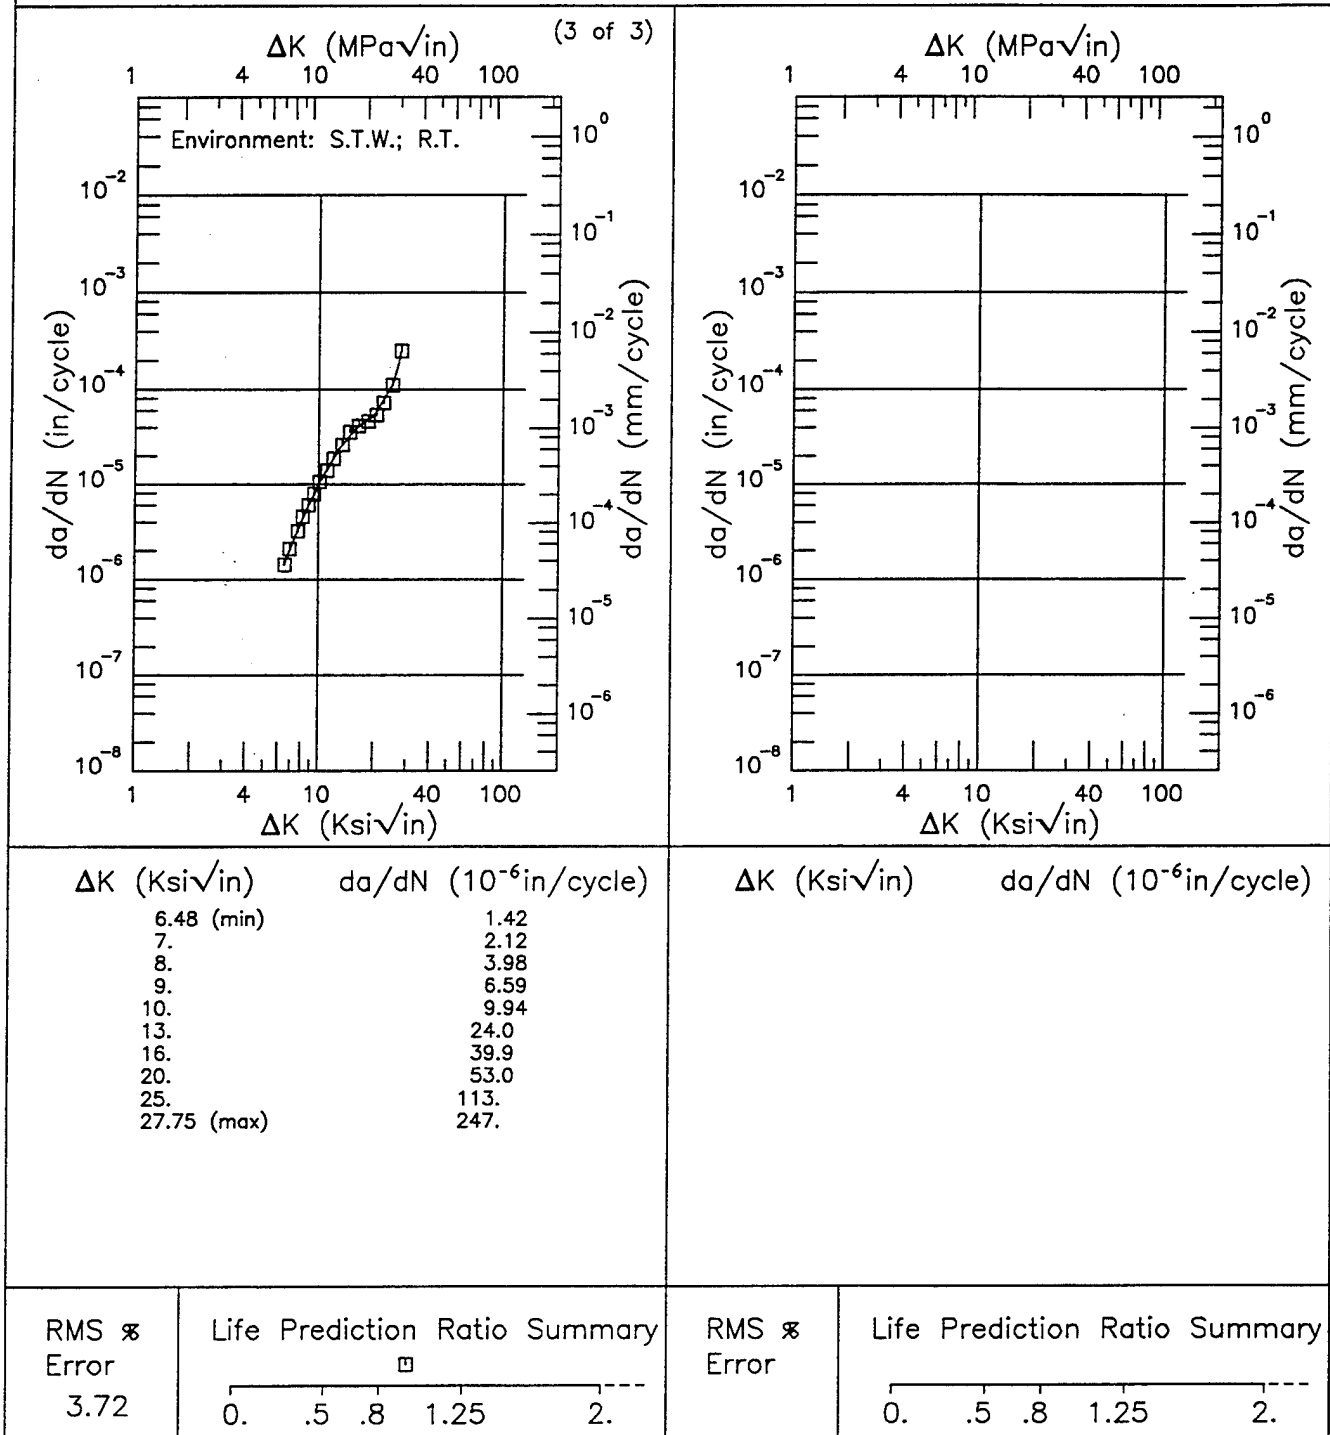 (3 of 3)
ΔK (MPa√in)
1 4 10 40 100
Environment: S.T.W.; R.T.
da/dN (in/cycle)
10⁻²
10⁻³
10⁻⁴
10⁻⁵
10⁻⁶
10⁻⁷
10⁻⁸
10⁰
10⁻¹
10⁻²
10⁻³
10⁻⁴
10⁻⁵
10⁻⁶
da/dN (mm/cycle)
1 4 10 40 100
ΔK (Ksi√in)
ΔK (MPa√in)
1 4 10 40 100
da/dN (in/cycle)
10⁻²
10⁻³
10⁻⁴
10⁻⁵
10⁻⁶
10⁻⁷
10⁻⁸
10⁰
10⁻¹
10⁻²
10⁻³
10⁻⁴
10⁻⁵
10⁻⁶
da/dN (mm/cycle)
1 4 10 40 100
ΔK (Ksi√in)
ΔK (Ksi√in) da/dN (10⁻⁶in/cycle)
6.48 (min) 1.42
7. 2.12
8. 3.98
9. 6.59
10. 9.94
13. 24.0
16. 39.9
20. 53.0
25. 113.
27.75 (max) 247.
ΔK (Ksi√in) da/dN (10⁻⁶in/cycle)
RMS %
Error
3.72
Life Prediction Ratio Summary
0. .5 .8 1.25 2.
RMS %
Error
Life Prediction Ratio Summary
0. .5 .8 1.25 2.